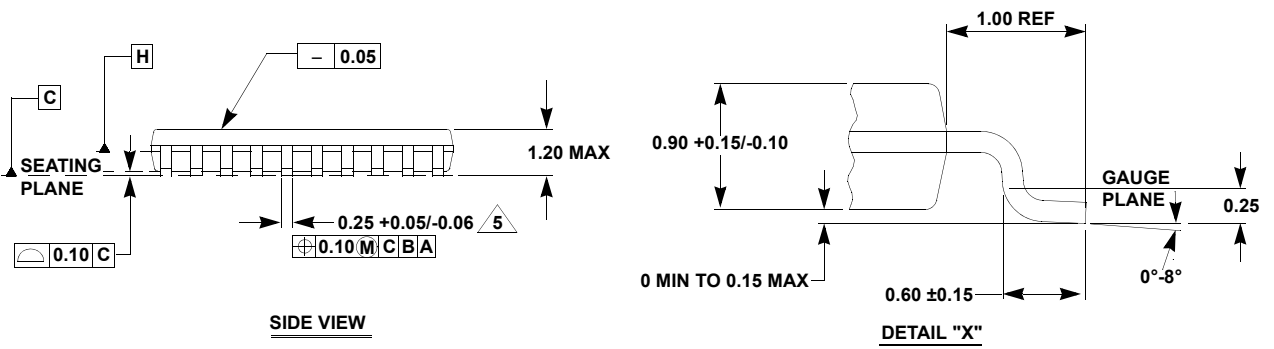 H
– 0.05
C
SEATING
PLANE
1.20 MAX
0.25 +0.05/-0.06 5
⌖ 0.10 Ⓜ C B A
⌓ 0.10 C
SIDE VIEW
1.00 REF
0.90 +0.15/-0.10
GAUGE
PLANE
0.25
0 MIN TO 0.15 MAX
0°-8°
0.60 ±0.15
DETAIL "X"